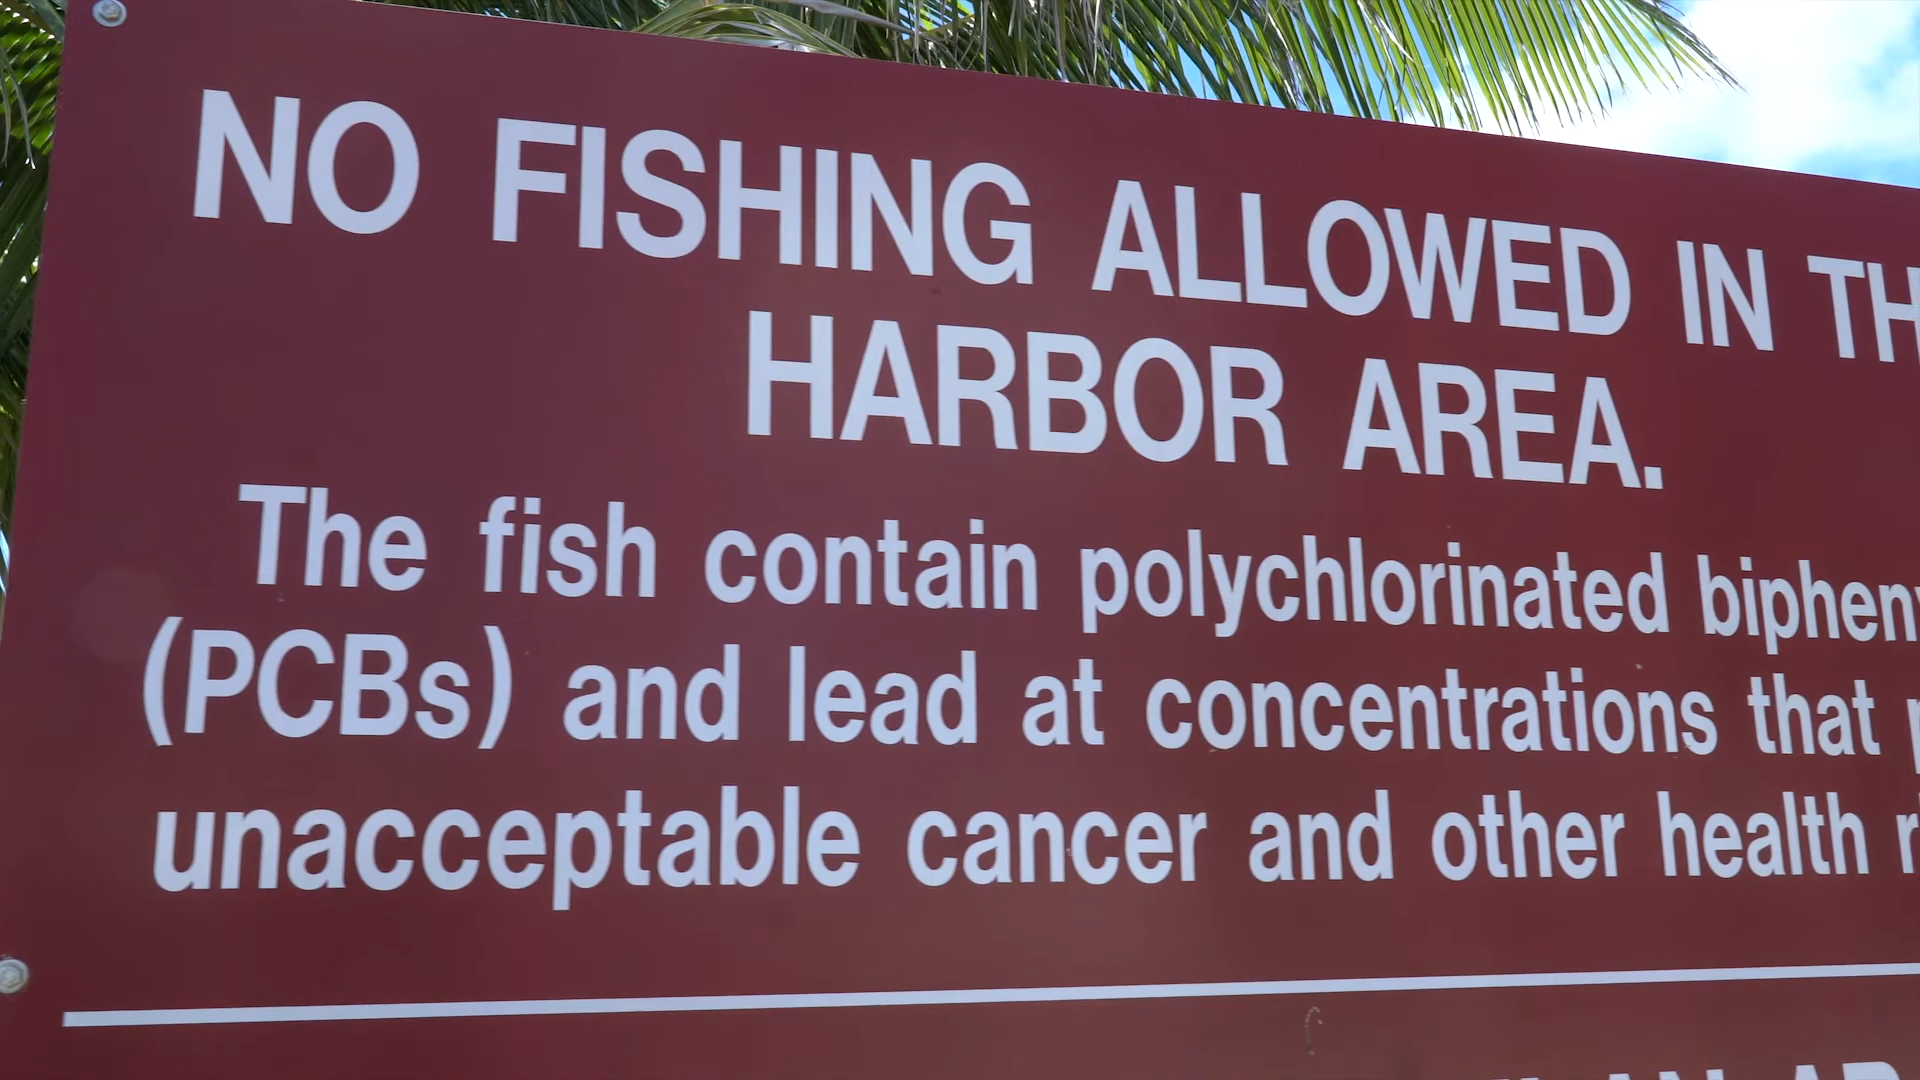 NO FISHING ALLOWED IN TH
HARBOR AREA.
The fish contain polychlorinated bipheny
(PCBs) and lead at concentrations that
unacceptable cancer and other health